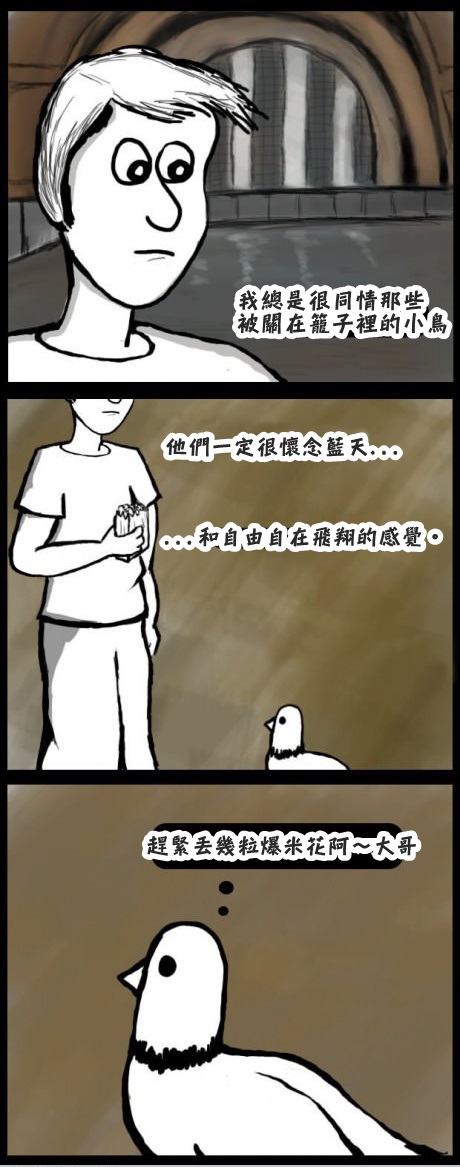 我總是很同情那些
被關在籠子裡的小鳥
他們一定很懷念藍天...
...和自由自在飛翔的感覺。
趕緊丟幾粒爆米花阿～大哥